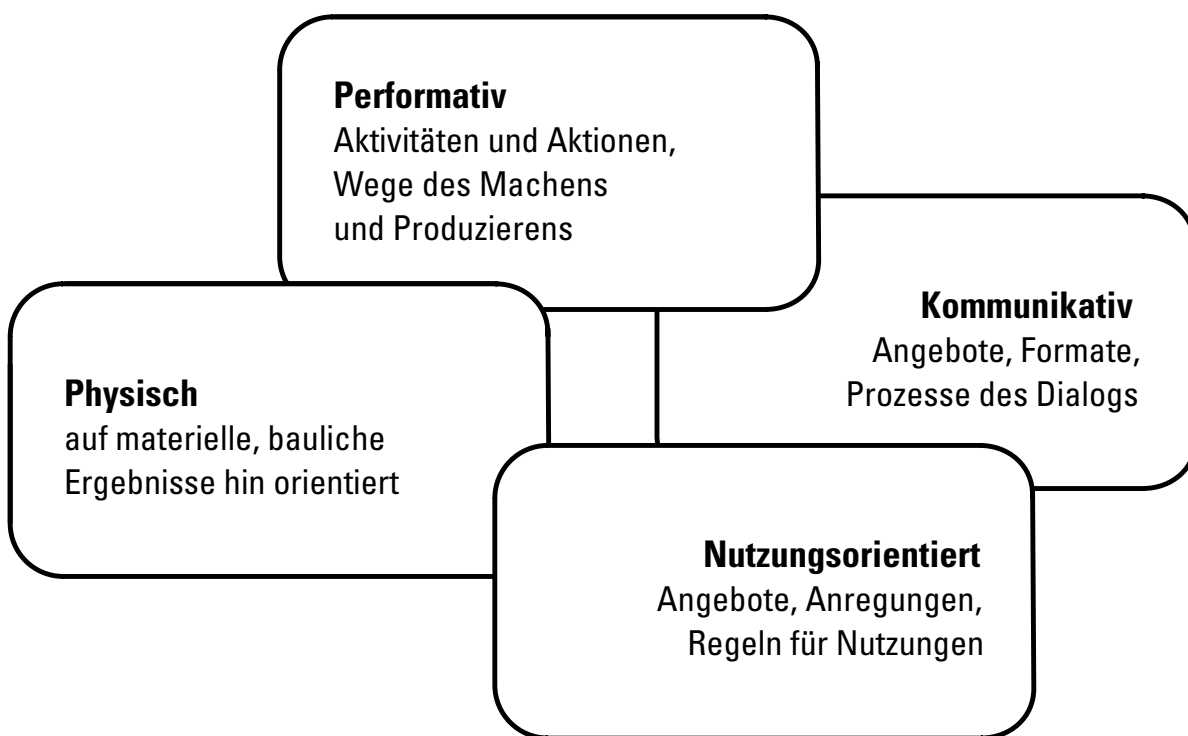 Performativ
Aktivitäten und Aktionen,
Wege des Machens
und Produzierens
Kommunikativ
Angebote, Formate,
Prozesse des Dialogs
Physisch
auf materielle, bauliche
Ergebnisse hin orientiert
Nutzungsorientiert
Angebote, Anregungen,
Regeln für Nutzungen